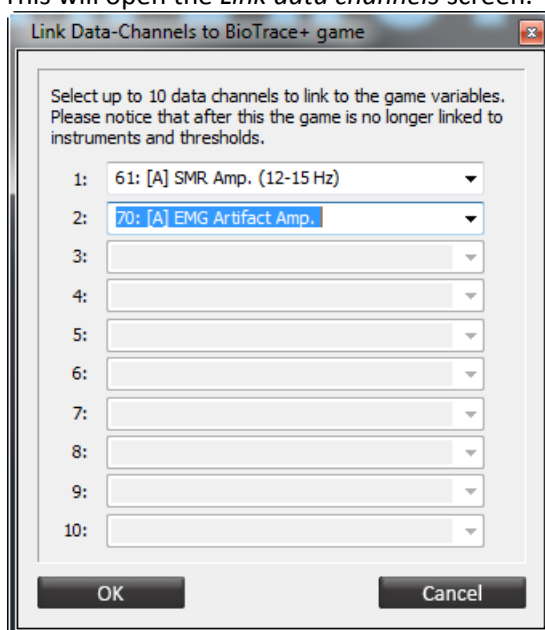 This will open the Link data channels screen.
Link Data-Channels to BioTrace+ game
Select up to 10 data channels to link to the game variables.
Please notice that after this the game is no longer linked to
instruments and thresholds.
1: 61: [A] SMR Amp. (12-15 Hz)
2: 70: [A] EMG Artifact Amp.
3:
4:
5:
6:
7:
8:
9:
10:
OK Cancel